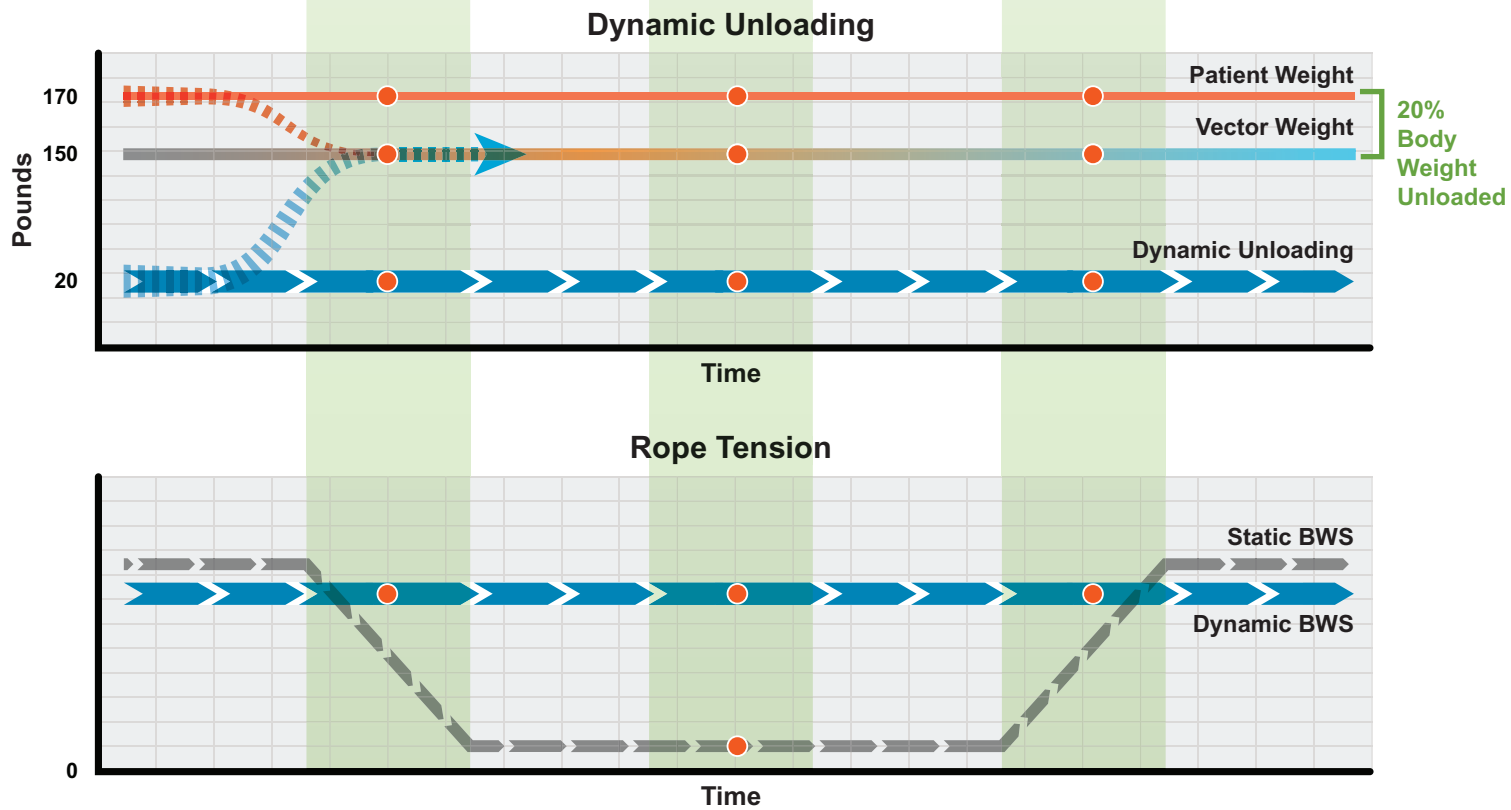 Dynamic Unloading
Pounds
170
150
20
Patient Weight
Vector Weight
Dynamic Unloading
20%
Body
Weight
Unloaded
Time
Rope Tension
Static BWS
Dynamic BWS
0
Time